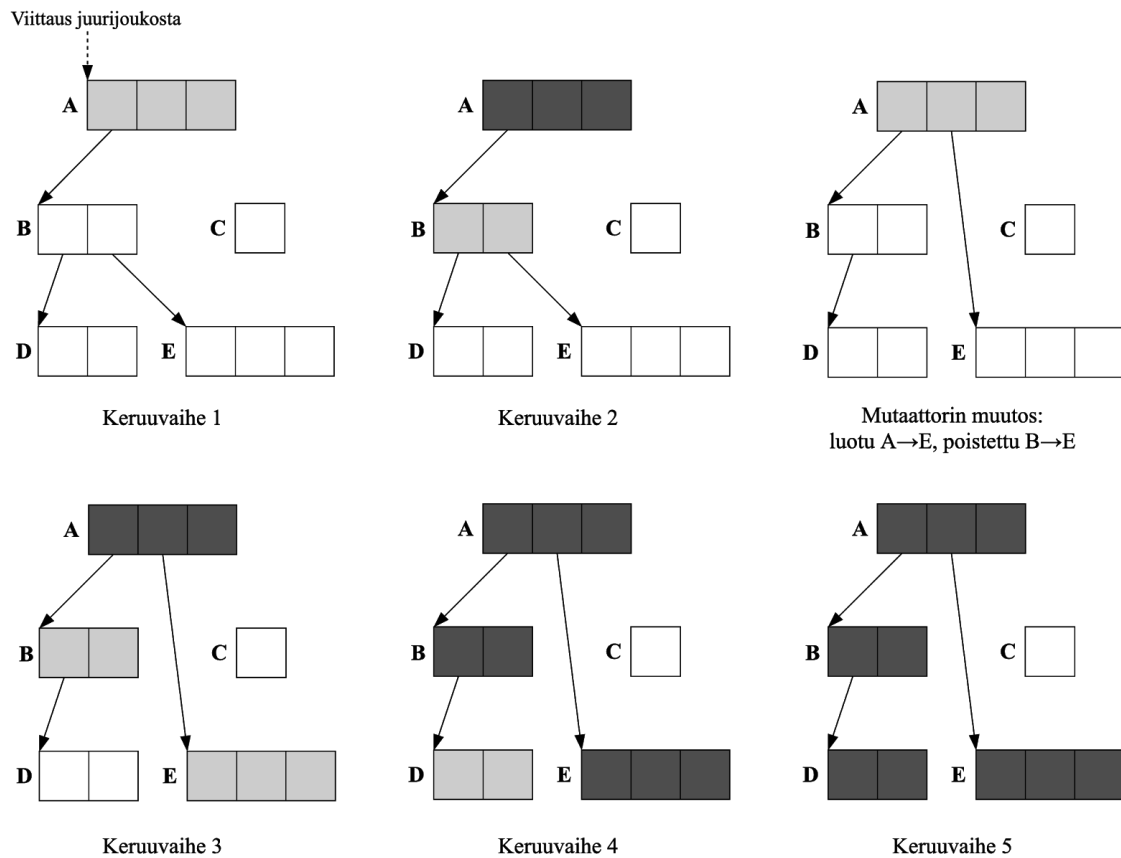 Viittaus juurijoukosta
A
B
C
D
E
Keruuvaihe 1
A
B
C
D
E
Keruuvaihe 2
A
B
C
D
E
Mutaattorin muutos:
luotu A→E, poistettu B→E
A
B
C
D
E
Keruuvaihe 3
A
B
C
D
E
Keruuvaihe 4
A
B
C
D
E
Keruuvaihe 5